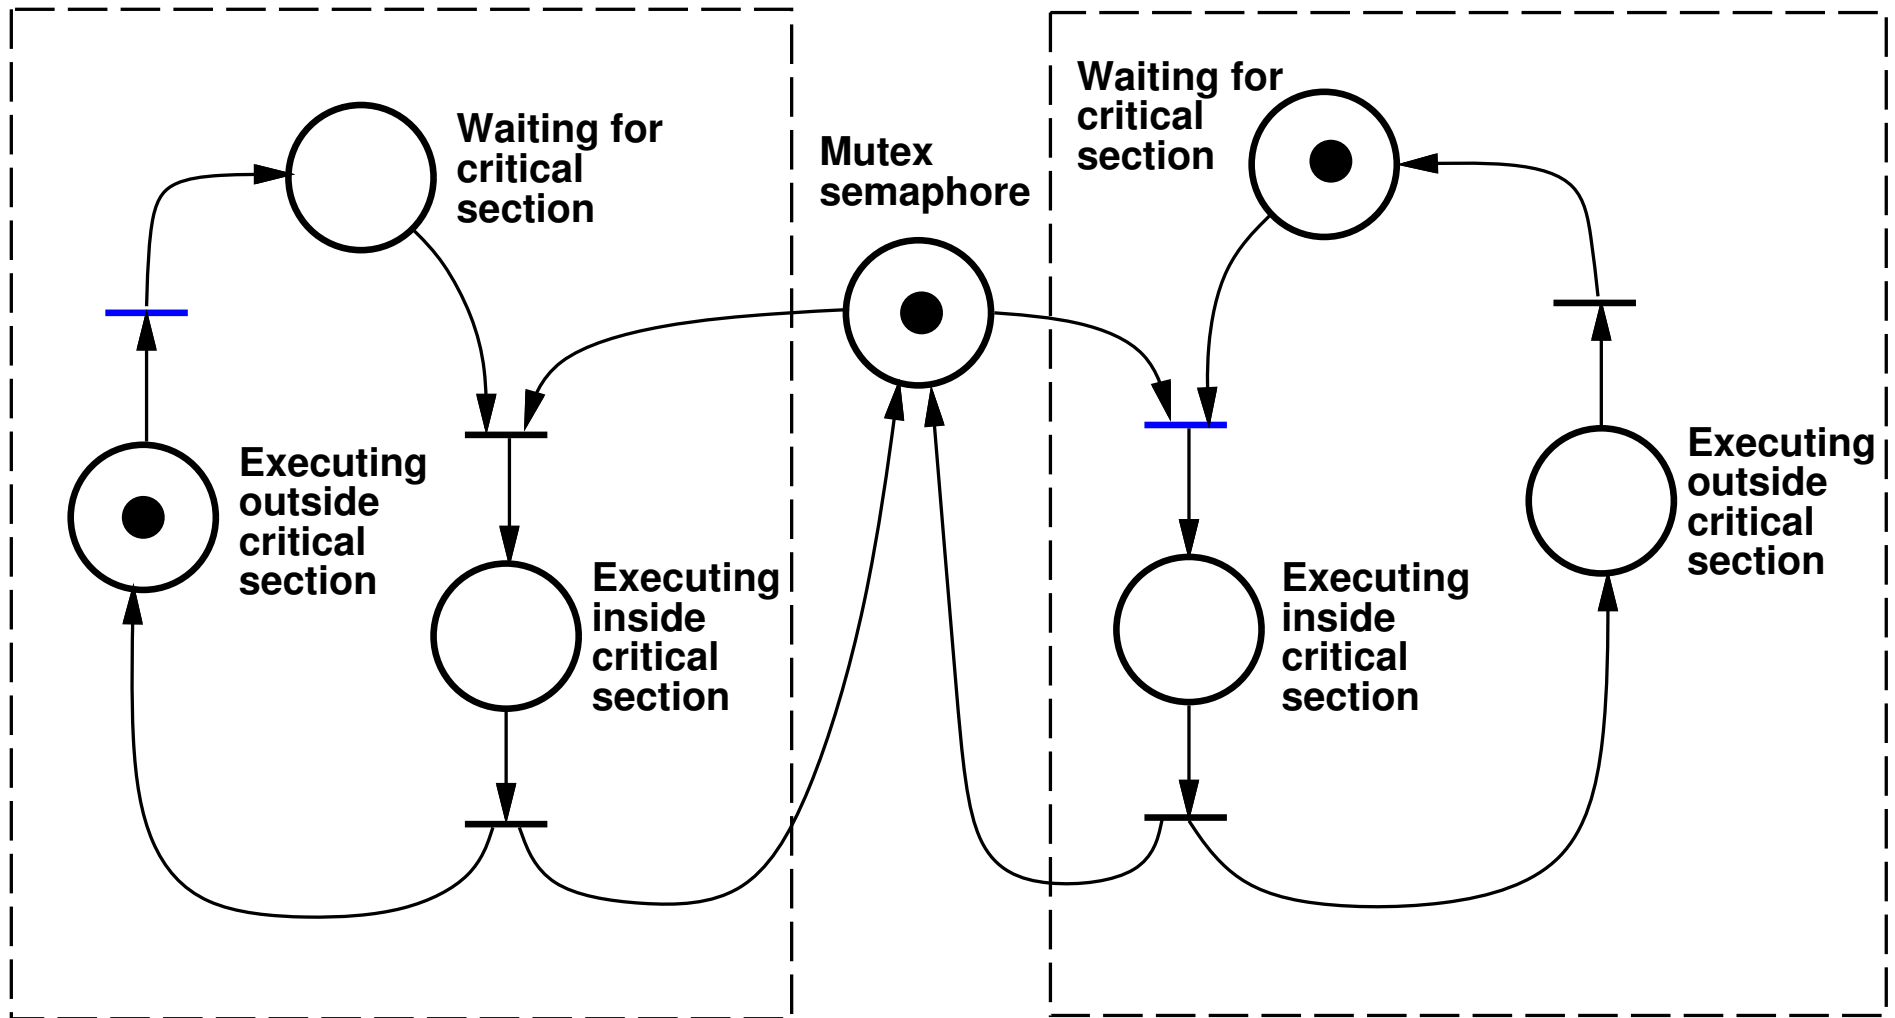 Waiting for
critical
section
Executing
outside
critical
section
Executing
inside
critical
section
Mutex
semaphore
Waiting for
critical
section
Executing
inside
critical
section
Executing
outside
critical
section